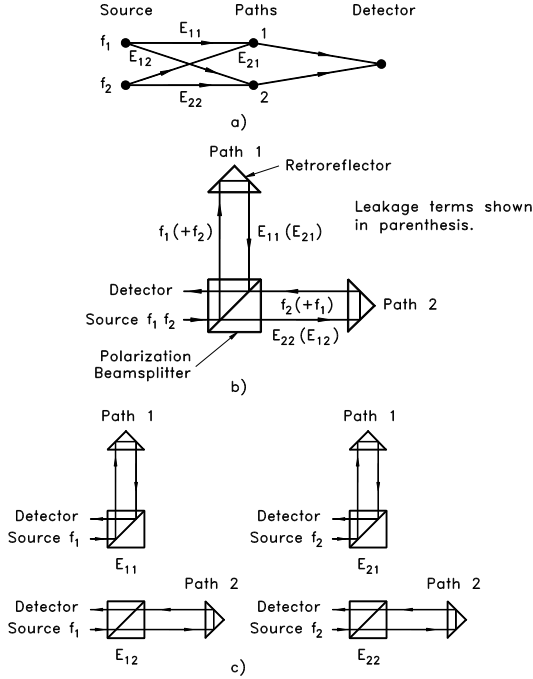 Source Paths Detector
f1 E11 1
E12 E21
f2 E22 2
a)
Path 1
Retroreflector
Leakage terms shown
in parenthesis.
f1(+f2) E11(E21)
Detector f2(+f1) Path 2
Source f1 f2 E22(E12)
Polarization
Beamsplitter
b)
Path 1 Path 1
Detector Detector
Source f1 Source f2
E11 E21
Path 2 Path 2
Detector Detector
Source f1 Source f2
E12 E22
c)